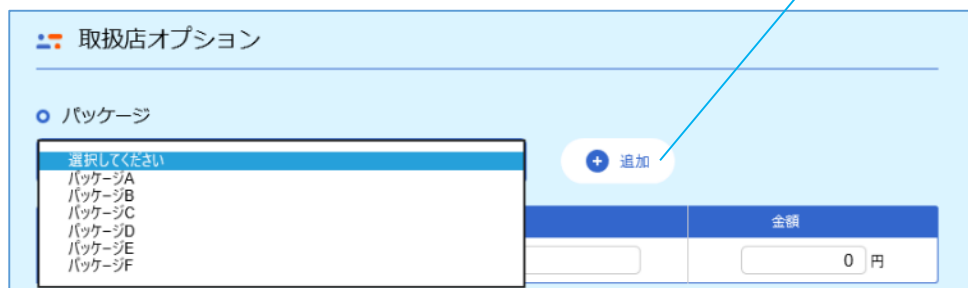 取扱店オプション
パッケージ
選択してください
追加
パッケージA
パッケージB
パッケージC
パッケージD
パッケージE
パッケージF
金額
0 円